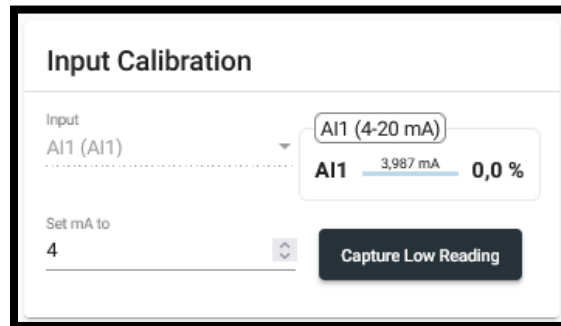 Input Calibration
Input
AI1 (AI1)
AI1 (4-20 mA)
AI1 3,987 mA 0,0 %
Set mA to
4
Capture Low Reading